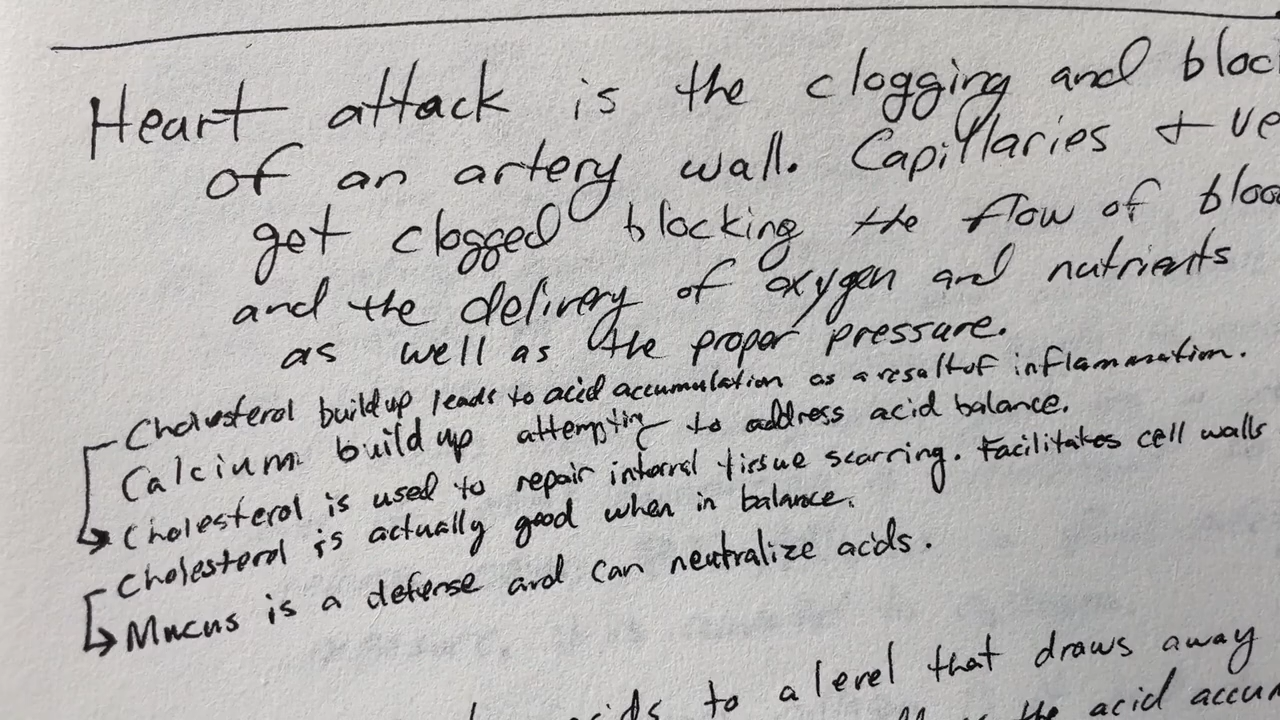 Heart attack is the clogging and bloc
of an artery wall. Capillaries + ve
get clogged blocking the flow of bloo
and the delivery of oxygen and nutrients
as well as the proper pressure.
Cholesterol buildup leads to acid accumulation as a result of inflammation.
Calcium build up attempting to address acid balance.
Cholesterol is used to repair internal tissue scarring. Facilitates cell walls
Cholesterol is actually good when in balance.
Mucus is a defense and can neutralize acids.
to a level that draws away
the acid accum